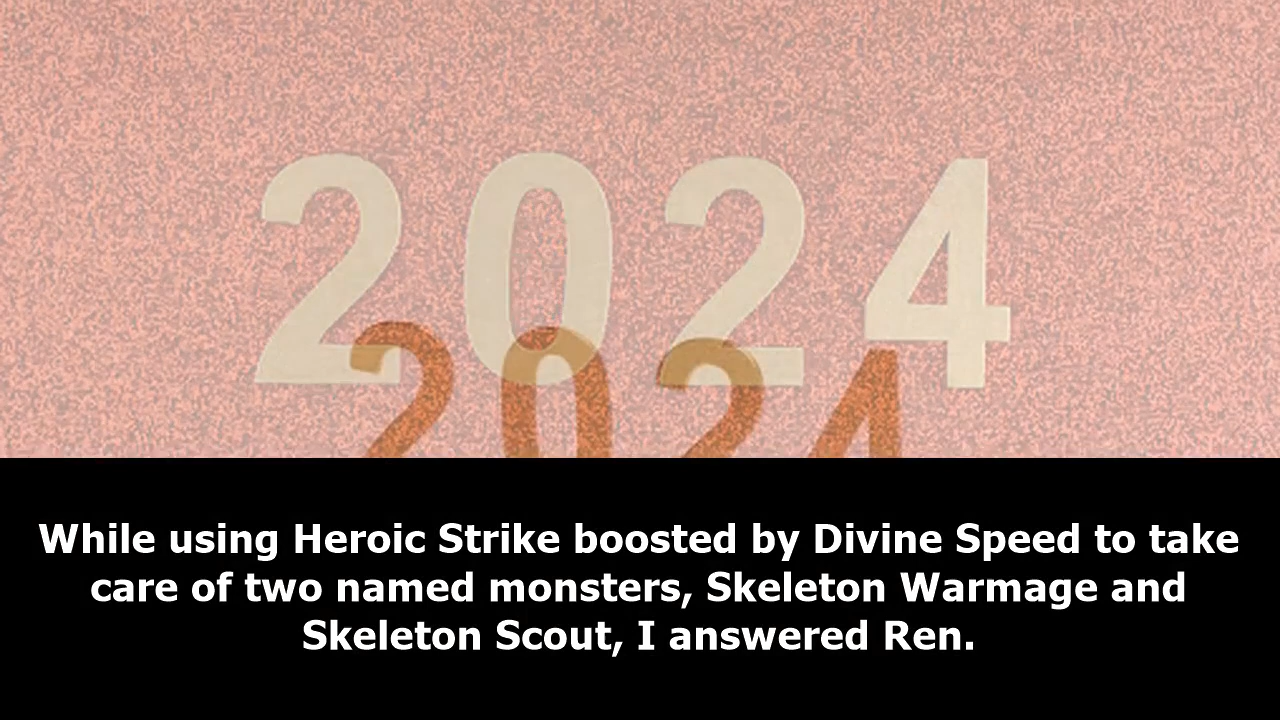 2024
2024
While using Heroic Strike boosted by Divine Speed to take
care of two named monsters, Skeleton Warmage and
Skeleton Scout, I answered Ren.